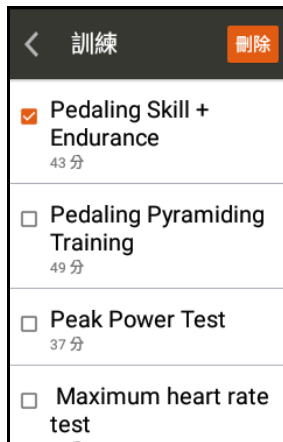 訓練
刪除
Pedaling Skill +
Endurance
43 分
Pedaling Pyramiding
Training
49 分
Peak Power Test
37 分
Maximum heart rate
test